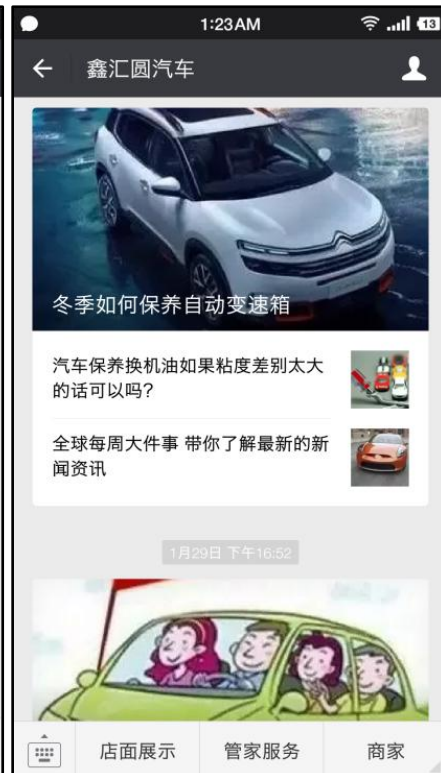 1:23AM
13
鑫汇圆汽车
冬季如何保养自动变速箱
汽车保养换机油如果粘度差别太大
的话可以吗?
全球每周大件事 带你了解最新的新
闻资讯
1月29日 下午16:52
店面展示
管家服务
商家